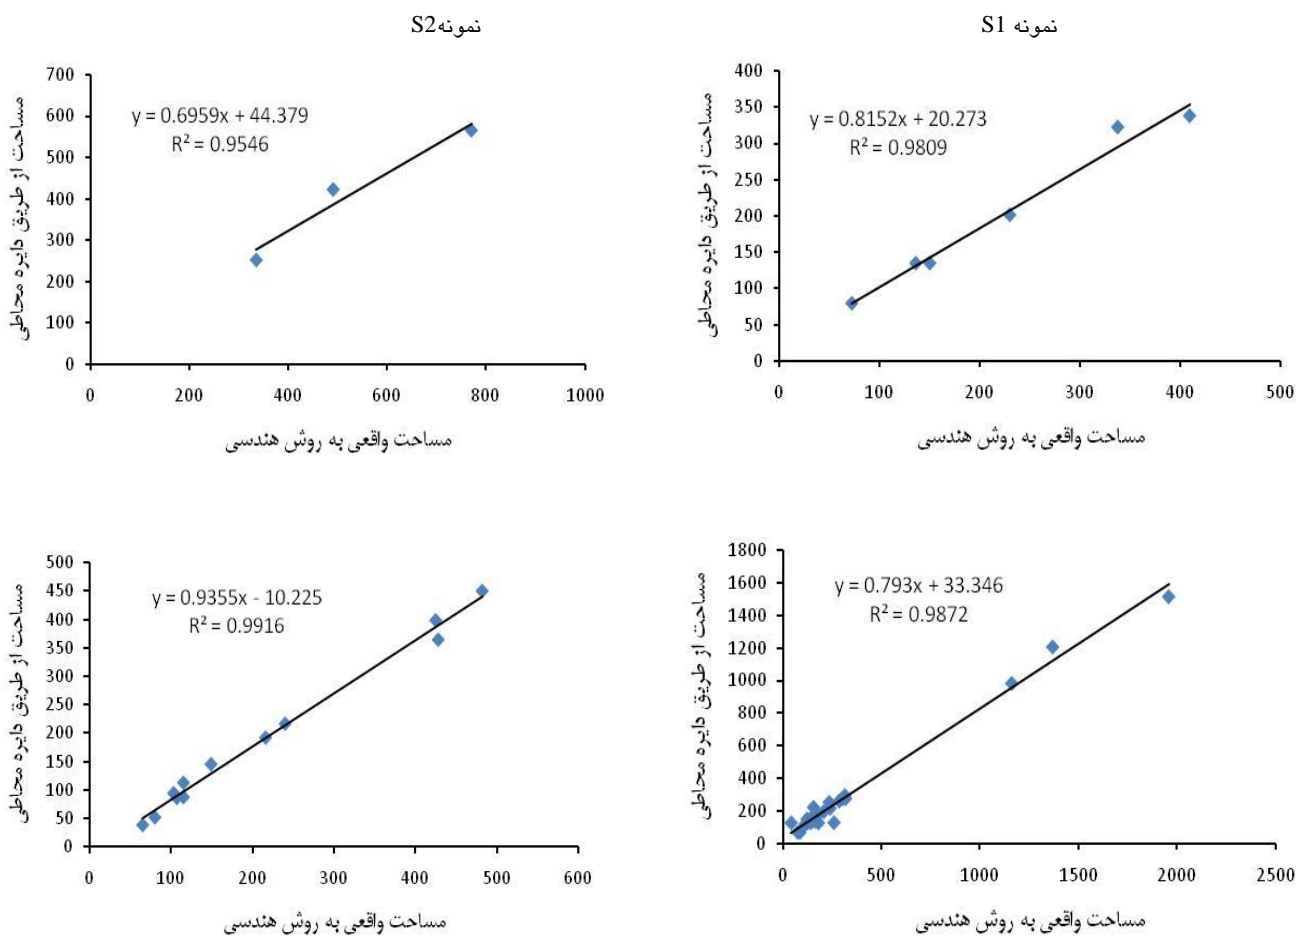 نمونه S1
400
350
300
250
200
150
100
50
0
y = 0.8152x + 20.273
R² = 0.9809
0 100 200 300 400 500
مساحت از طریق دایره محاطی
مساحت واقعی به روش هندسی
نمونهS2
700
600
500
400
300
200
100
0
y = 0.6959x + 44.379
R² = 0.9546
0 200 400 600 800 1000
مساحت از طریق دایره محاطی
مساحت واقعی به روش هندسی
1800
1600
1400
1200
1000
800
600
400
200
0
y = 0.793x + 33.346
R² = 0.9872
0 500 1000 1500 2000 2500
مساحت از طریق دایره محاطی
مساحت واقعی به روش هندسی
500
450
400
350
300
250
200
150
100
50
0
y = 0.9355x - 10.225
R² = 0.9916
0 100 200 300 400 500 600
مساحت از طریق دایره محاطی
مساحت واقعی به روش هندسی